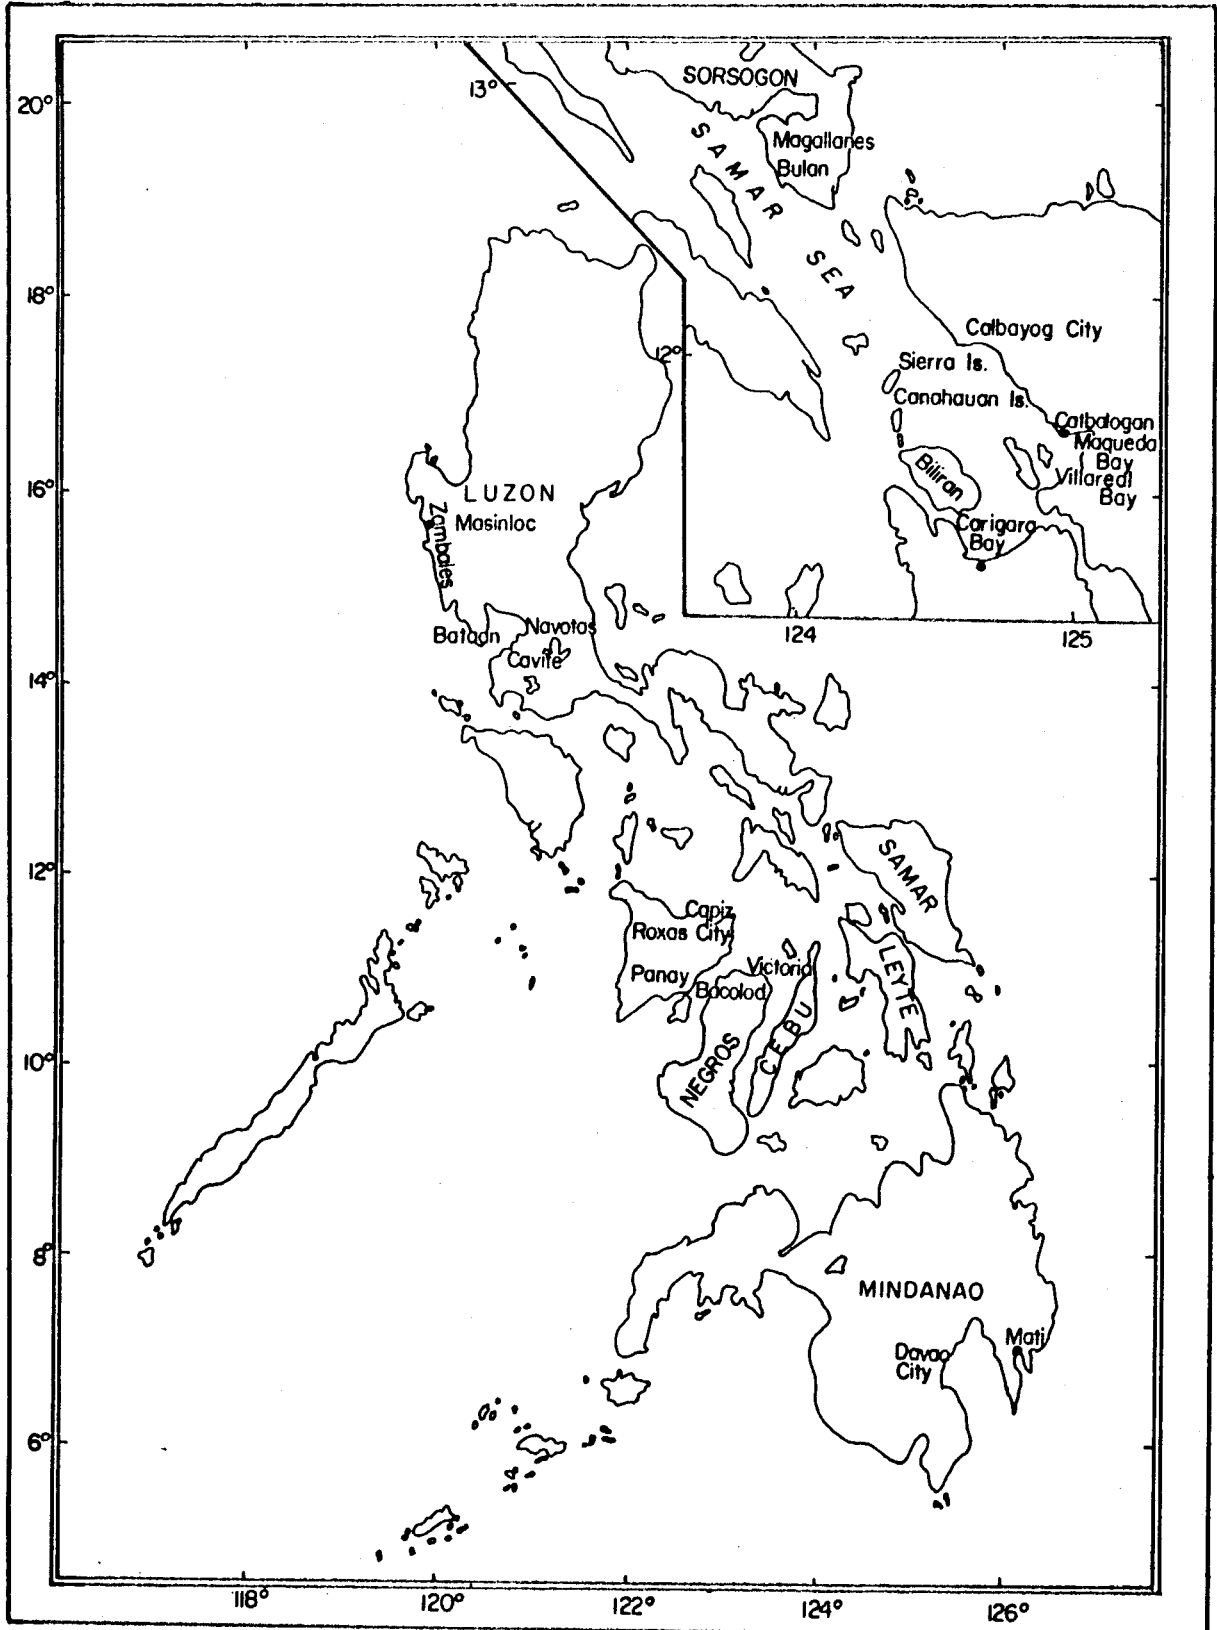 SORSOGON
13°
20°
SAMAR SEA
Magallanes
Bulan
18°
Calbayog City
12°
Sierra Is.
Canahauan Is.
Catbalogan
Maqueda
Bay
Biliran
Villareal
Bay
16°
LUZON
Masinloc
Zambales
Carigara
Bay
124
125
Bataan
Navotas
Cavite
14°
12°
SAMAR
Capiz
Roxas City
Panay
Victoria
Bacolod
LEYTE
CEBU
NEGROS
10°
8°
MINDANAO
Mati
Davao
City
6°
118°
120°
122°
124°
126°